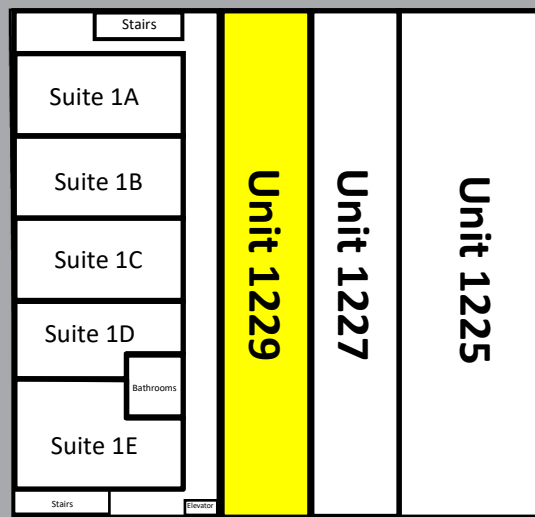 Stairs
Suite 1A
Suite 1B
Suite 1C
Suite 1D
Bathrooms
Suite 1E
Stairs
Elevator
Unit 1229
Unit 1227
Unit 1225